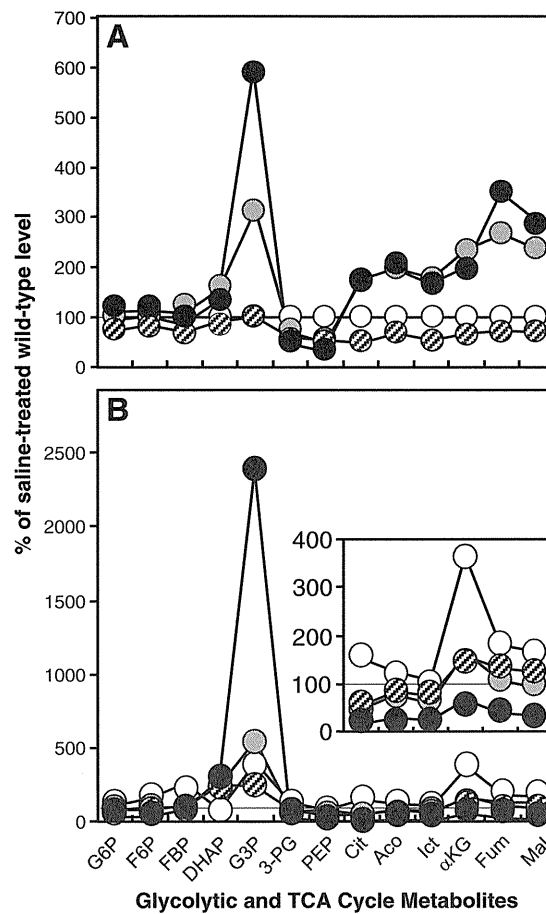 A
700
600
500
400
300
200
100
0
% of saline-treated wild-type level
B
2500
2000
1500
1000
500
0
400
300
200
100
0
G6P
F6P
FBP
DHAP
G3P
3-PG
PEP
Cit
Aco
Ict
αKG
Fum
Mal
Glycolytic and TCA Cycle Metabolites